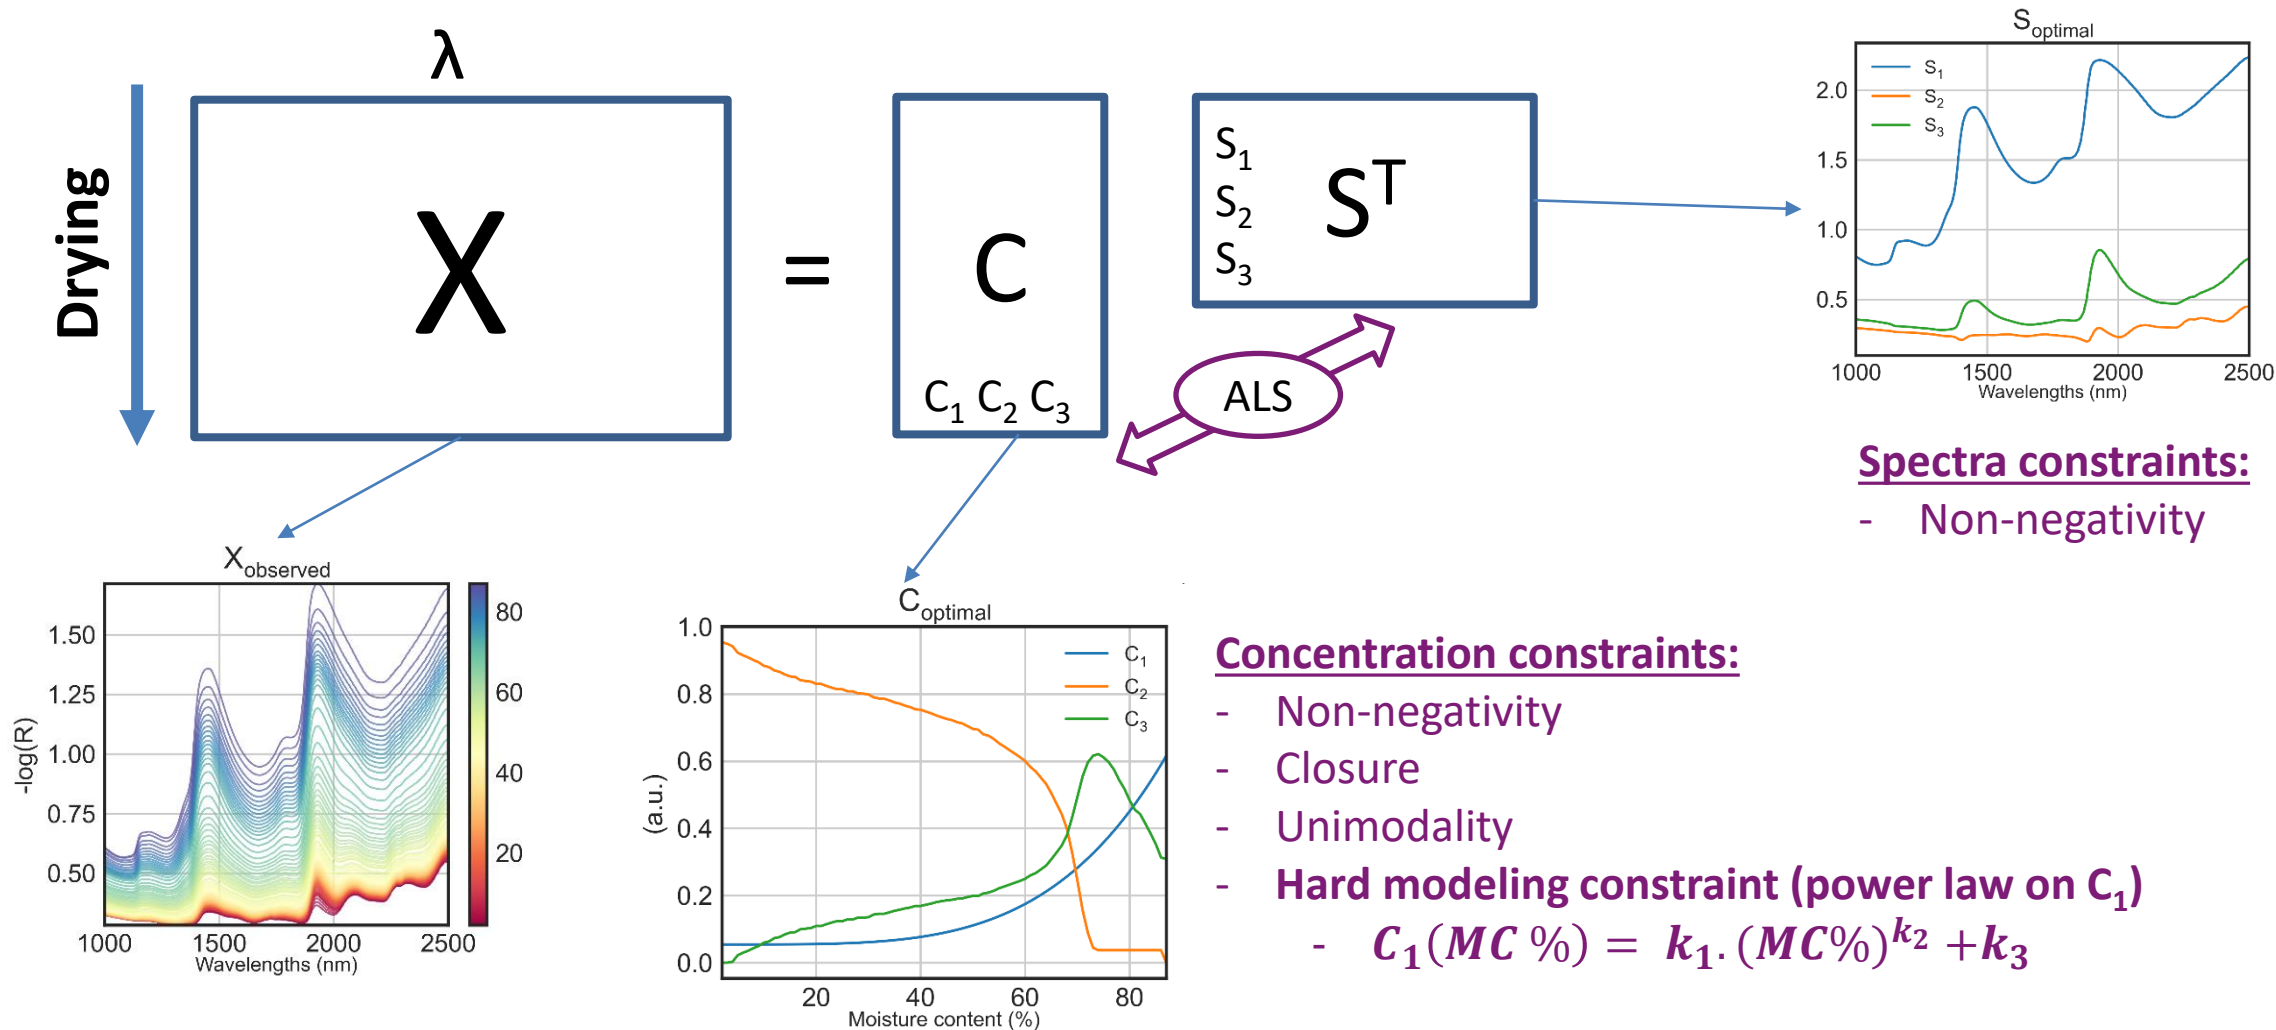 λ
Drying
X
=
C
C₁ C₂ C₃
S₁
S₂
S₃
Sᵀ
ALS
S_optimal
S₁
S₂
S₃
2.0
1.5
1.0
0.5
1000 1500 2000 2500
Wavelengths (nm)
Spectra constraints:
- Non-negativity
X_observed
-log(R)
1.50
1.25
1.00
0.75
0.50
1000 1500 2000 2500
Wavelengths (nm)
80
60
40
20
C_optimal
(a.u.)
1.0
0.8
0.6
0.4
0.2
0.0
C₁
C₂
C₃
20 40 60 80
Moisture content (%)
Concentration constraints:
- Non-negativity
- Closure
- Unimodality
- Hard modeling constraint (power law on C₁)
- C₁(MC %) = k₁. (MC%)^k₂ +k₃